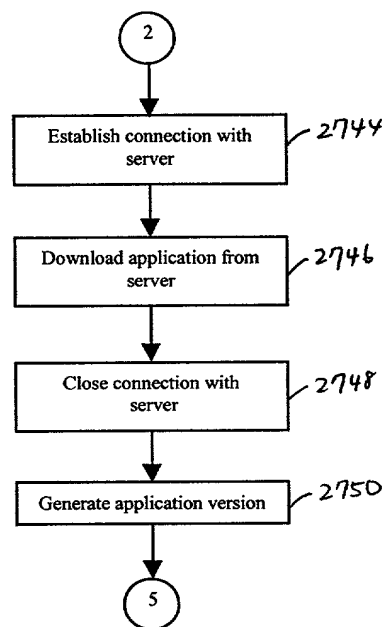 2
Establish connection with
server
2744
Download application from
server
2746
Close connection with
server
2748
Generate application version
2750
5